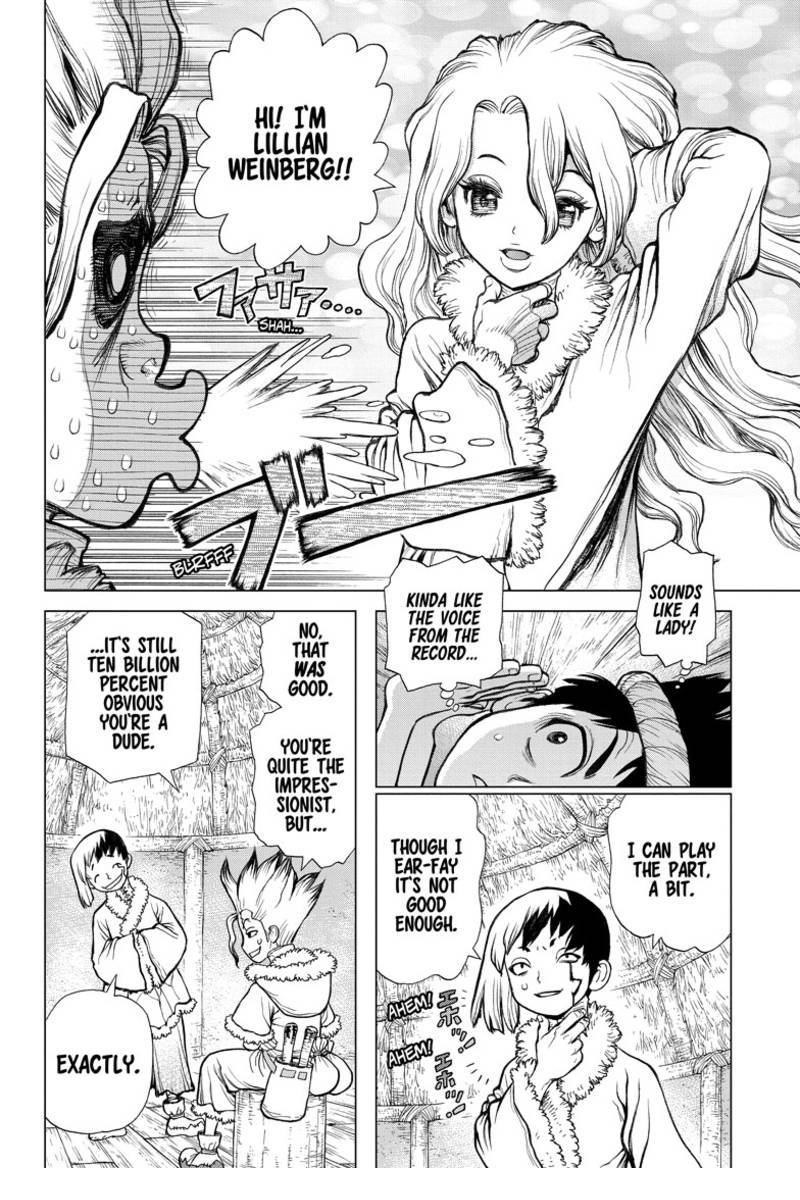 HI! I'M
LILLIAN
WEINBERG!!
ファサァ....
SHAH...
ブー
BLRFFF
SOUNDS
LIKE A
LADY!
KINDA LIKE
THE VOICE
FROM THE
RECORD...
NO,
THAT
WAS
GOOD.
YOU'RE
QUITE THE
IMPRES-
SIONIST,
BUT...
...IT'S STILL
TEN BILLION
PERCENT
OBVIOUS
YOU'RE A
DUDE.
EXACTLY.
I CAN PLAY
THE PART,
A BIT.
THOUGH I
EAR-FAY
IT'S NOT
GOOD
ENOUGH.
AHEM!
エホッ
AHEM!
エホッ